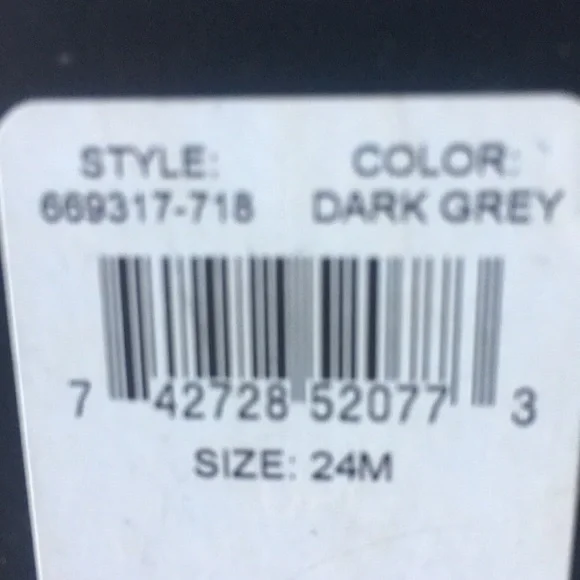 STYLE: COLOR:
669317-718 DARK GREY
7 42728 52077 3
SIZE: 24M